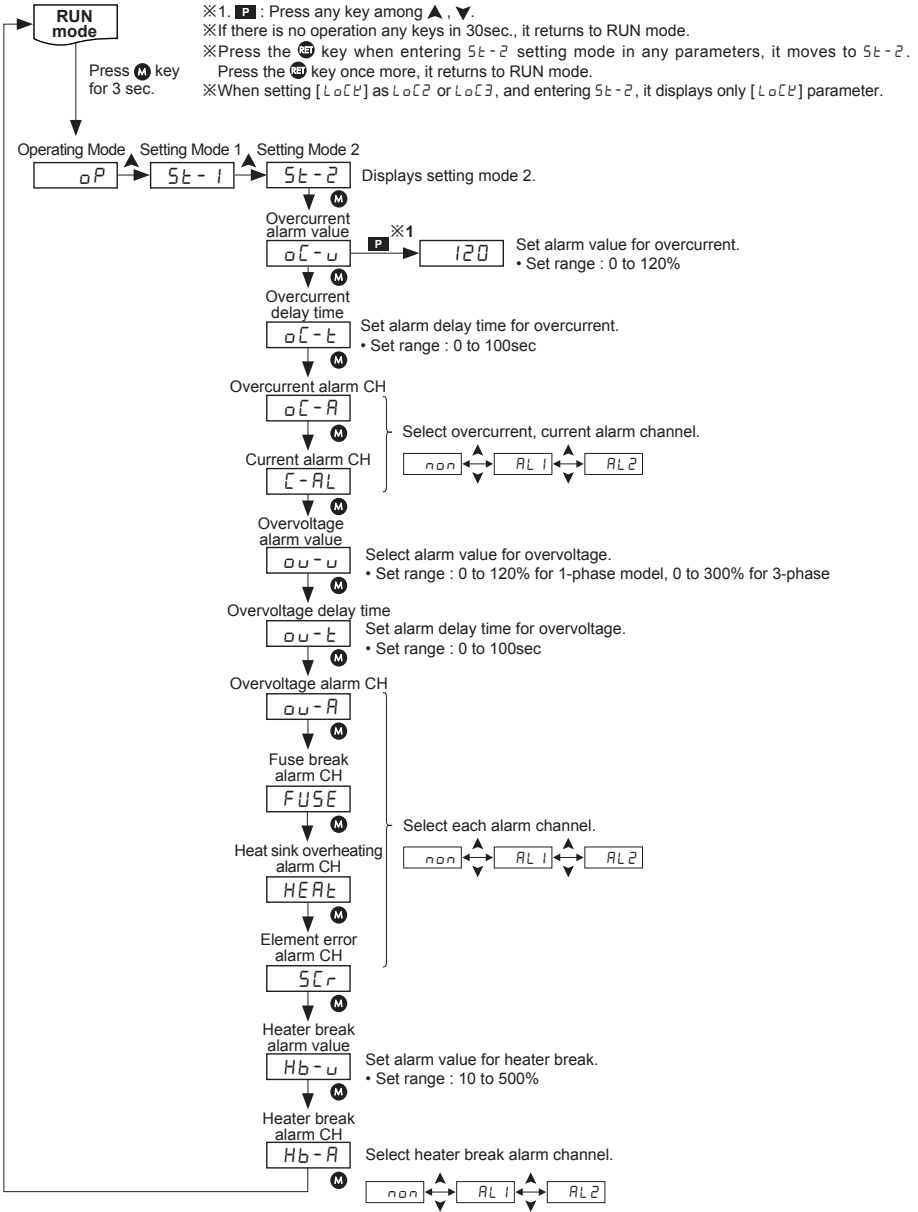 RUN
mode
※1. P : Press any key among ▲ , ▼.
※If there is no operation any keys in 30sec., it returns to RUN mode.
※Press the RET key when entering St-2 setting mode in any parameters, it moves to St-2.
Press the RET key once more, it returns to RUN mode.
※When setting [LoCK] as LoC2 or LoC3, and entering St-2, it displays only [LoCK] parameter.
Press M key
for 3 sec.
Operating Mode Setting Mode 1 Setting Mode 2
oP St-1 St-2 Displays setting mode 2.
M
Overcurrent
alarm value
oC-u P ※1 120 Set alarm value for overcurrent.
• Set range : 0 to 120%
M
Overcurrent
delay time
oC-t Set alarm delay time for overcurrent.
• Set range : 0 to 100sec
M
Overcurrent alarm CH
oC-A
M
Select overcurrent, current alarm channel.
non AL1 AL2
Current alarm CH
C-AL
M
Overvoltage
alarm value
ou-u Select alarm value for overvoltage.
• Set range : 0 to 120% for 1-phase model, 0 to 300% for 3-phase
M
Overvoltage delay time
ou-t Set alarm delay time for overvoltage.
• Set range : 0 to 100sec
M
Overvoltage alarm CH
ou-A
M
Fuse break
alarm CH
FUSE
M
Select each alarm channel.
non AL1 AL2
Heat sink overheating
alarm CH
HEAt
M
Element error
alarm CH
SCr
M
Heater break
alarm value
Hb-u Set alarm value for heater break.
• Set range : 10 to 500%
M
Heater break
alarm CH
Hb-A Select heater break alarm channel.
M
non AL1 AL2